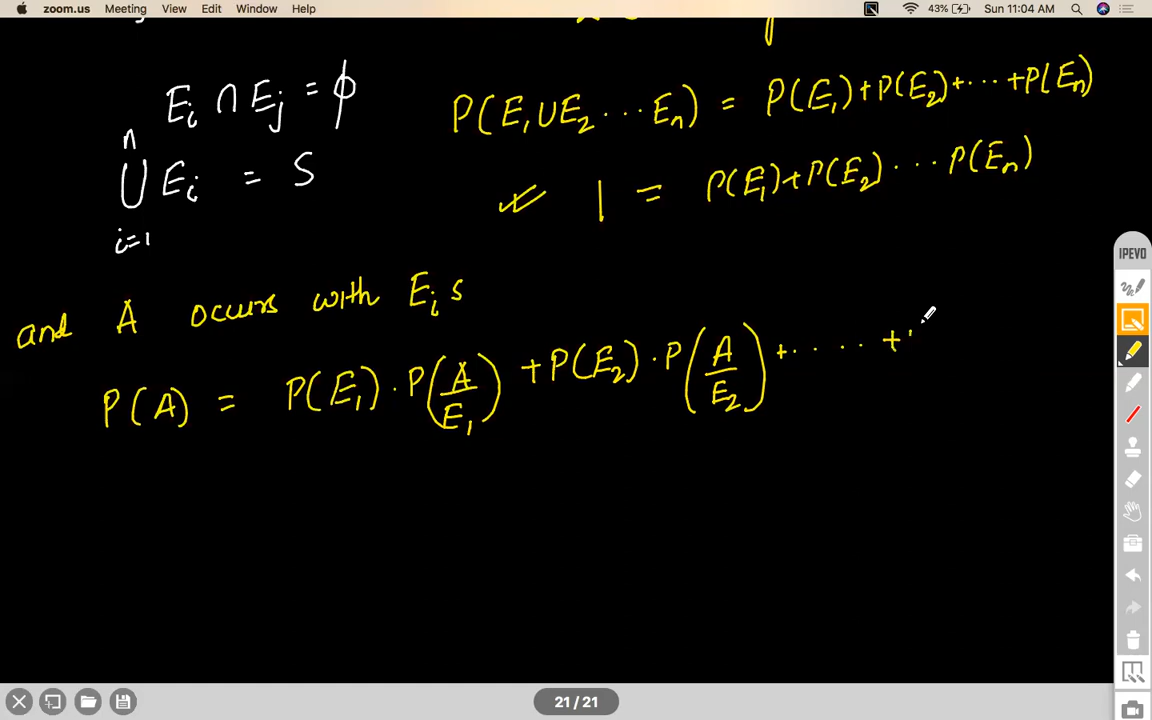 zoom.us Meeting View Edit Window Help 43% Sun 11:04 AM
Ei ∩ Ej = ϕ
P(E1 ∪ E2 ... En) = P(E1) + P(E2) + ... + P(En)
n
∪ Ei = S
i=1
1 = P(E1) + P(E2) ... P(En)
IPEVO
and A occurs with Ei s
P(A) = P(E1) · P(A/E1) + P(E2) · P(A/E2) + ..... +
21 / 21